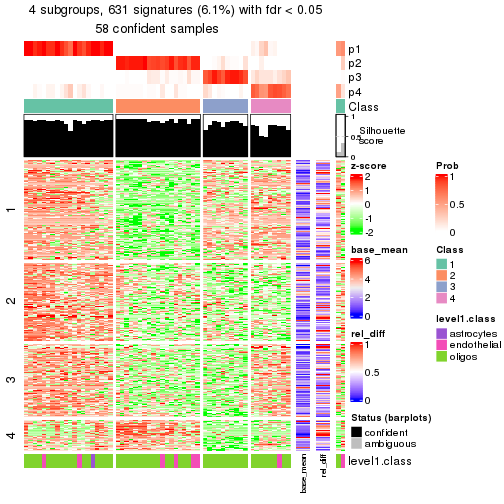 4 subgroups, 631 signatures (6.1%) with fdr < 0.05
58 confident samples
p1
p2
p3
p4
Class
1
0.5
0
Silhouette
score
1
2
3
4
z-score
2
1
0
-1
-2
Prob
1
0.5
0
base_mean
6
4
2
0
Class
1
2
3
4
rel_diff
1
0.5
0
level1.class
astrocytes
endothelial
oligos
Status (barplots)
confident
ambiguous
level1.class
base_mean
rel_diff